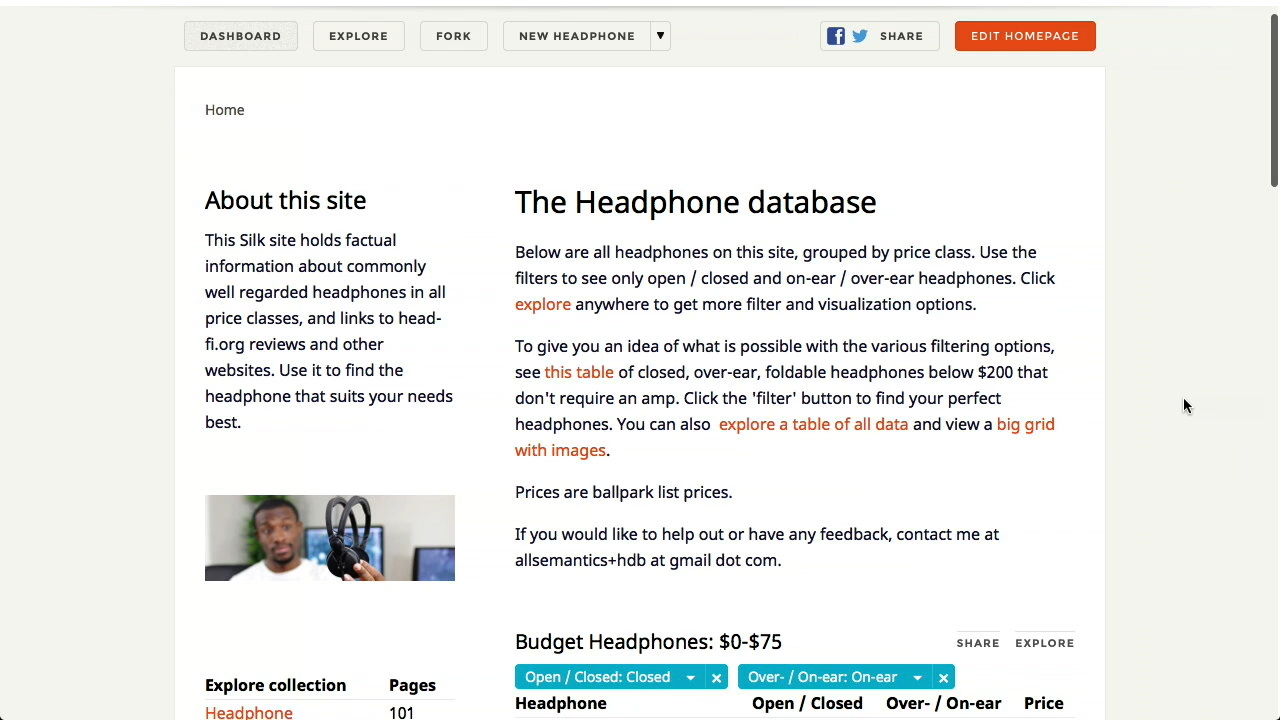 DASHBOARD
EXPLORE
FORK
NEW HEADPHONE
SHARE
EDIT HOMEPAGE
Home
About this site
This Silk site holds factual
information about commonly
well regarded headphones in all
price classes, and links to head-
fi.org reviews and other
websites. Use it to find the
headphone that suits your needs
best.
Explore collection Pages
Headphone 101
The Headphone database
Below are all headphones on this site, grouped by price class. Use the
filters to see only open / closed and on-ear / over-ear headphones. Click
explore anywhere to get more filter and visualization options.
To give you an idea of what is possible with the various filtering options,
see this table of closed, over-ear, foldable headphones below $200 that
don't require an amp. Click the 'filter' button to find your perfect
headphones. You can also explore a table of all data and view a big grid
with images.
Prices are ballpark list prices.
If you would like to help out or have any feedback, contact me at
allsemantics+hdb at gmail dot com.
Budget Headphones: $0-$75
SHARE
EXPLORE
Open / Closed: Closed
Over- / On-ear: On-ear
Headphone Open / Closed Over- / On-ear Price